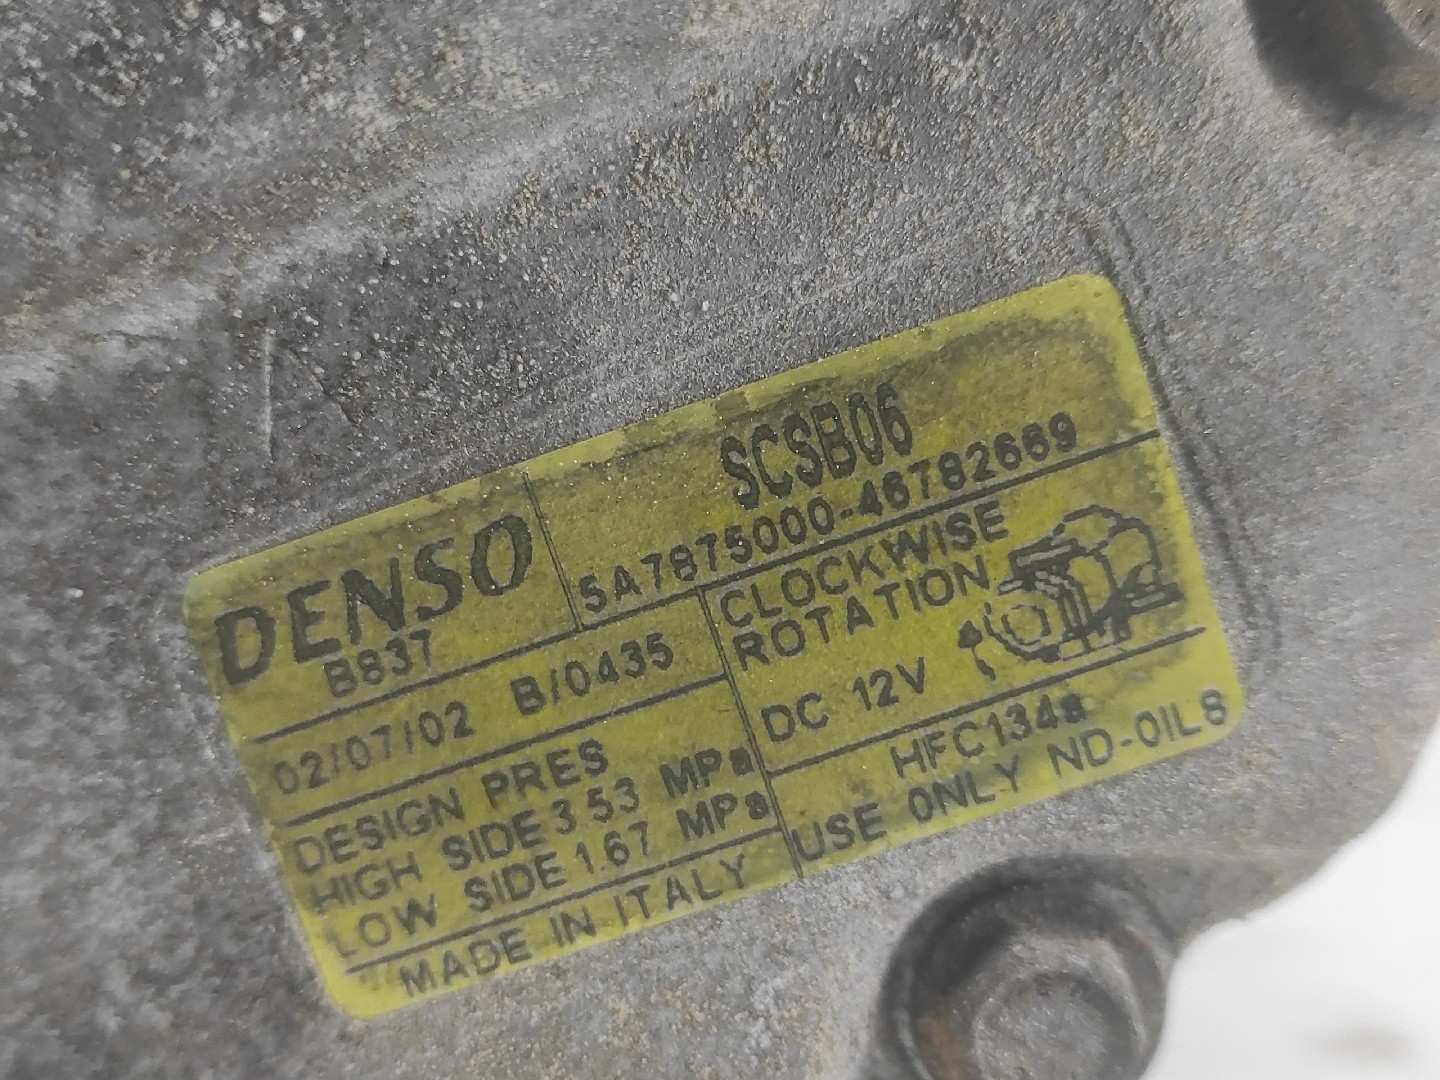 DENSO
B837
SCSB06
5A7875000-46782669
02/07/02 B/0435
CLOCKWISE
ROTATION
DC 12V
DESIGN PRES
HIGH SIDE 3.53 MPa
LOW SIDE 1.67 MPa
HFC134a
USE ONLY ND-OIL8
MADE IN ITALY